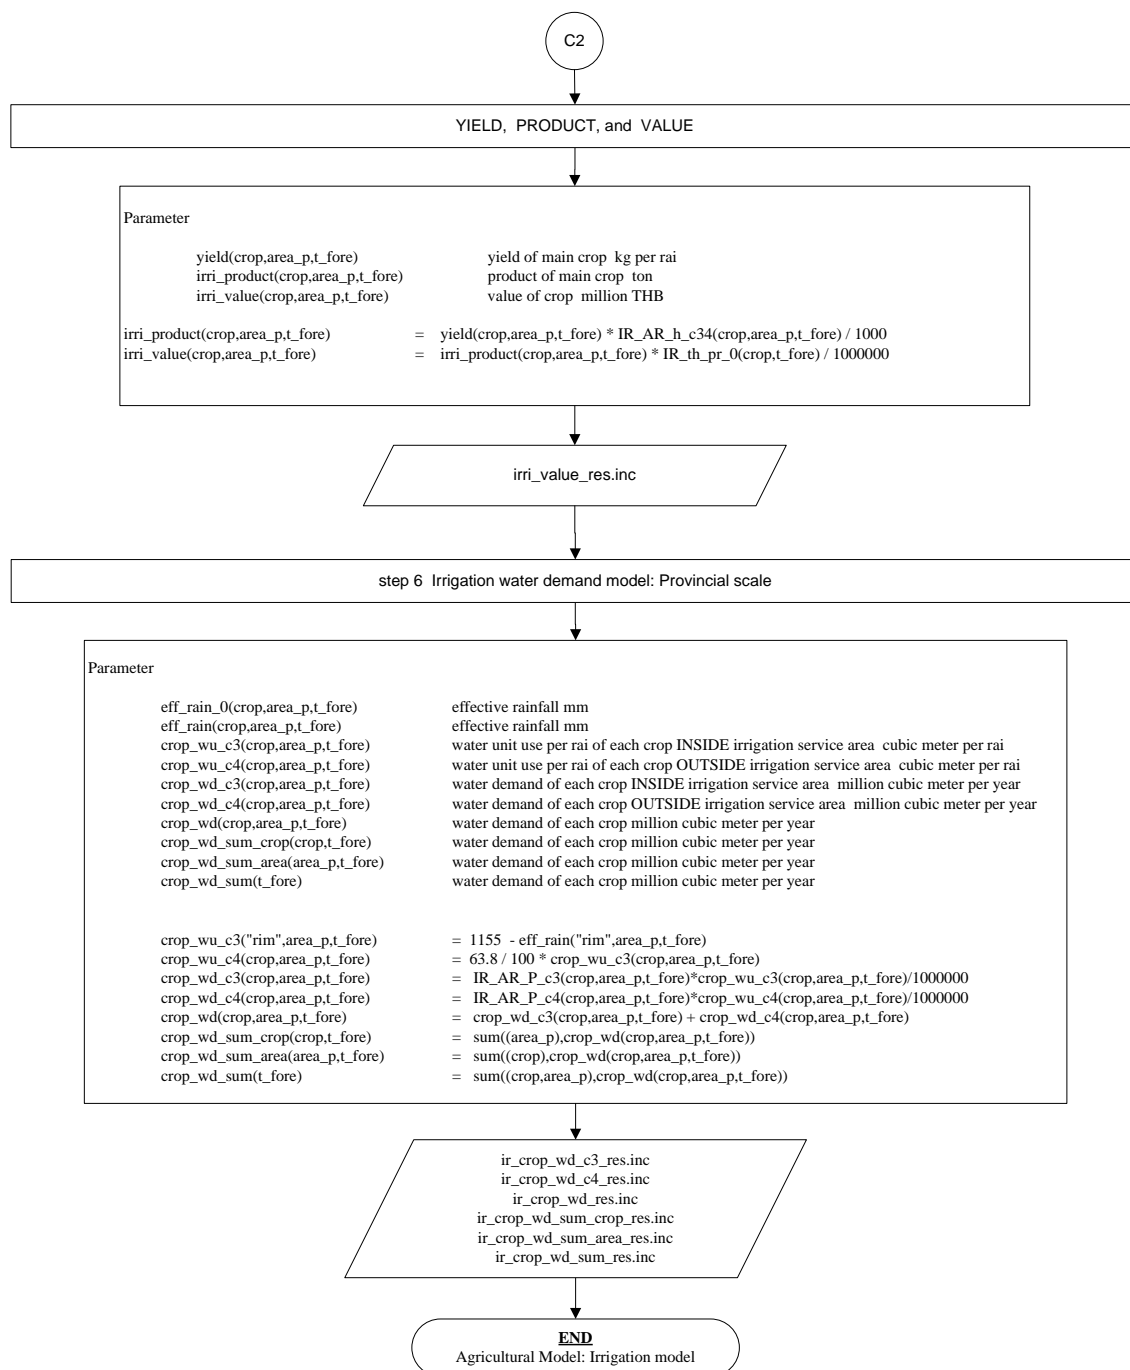 C2
YIELD, PRODUCT, and VALUE
Parameter
yield(crop,area_p,t_fore) yield of main crop kg per rai
irri_product(crop,area_p,t_fore) product of main crop ton
irri_value(crop,area_p,t_fore) value of crop million THB
irri_product(crop,area_p,t_fore) = yield(crop,area_p,t_fore) * IR_AR_h_c34(crop,area_p,t_fore) / 1000
irri_value(crop,area_p,t_fore) = irri_product(crop,area_p,t_fore) * IR_th_pr_0(crop,t_fore) / 1000000
irri_value_res.inc
step 6 Irrigation water demand model: Provincial scale
Parameter
eff_rain_0(crop,area_p,t_fore) effective rainfall mm
eff_rain(crop,area_p,t_fore) effective rainfall mm
crop_wu_c3(crop,area_p,t_fore) water unit use per rai of each crop INSIDE irrigation service area cubic meter per rai
crop_wu_c4(crop,area_p,t_fore) water unit use per rai of each crop OUTSIDE irrigation service area cubic meter per rai
crop_wd_c3(crop,area_p,t_fore) water demand of each crop INSIDE irrigation service area million cubic meter per year
crop_wd_c4(crop,area_p,t_fore) water demand of each crop OUTSIDE irrigation service area million cubic meter per year
crop_wd(crop,area_p,t_fore) water demand of each crop million cubic meter per year
crop_wd_sum_crop(crop,t_fore) water demand of each crop million cubic meter per year
crop_wd_sum_area(area_p,t_fore) water demand of each crop million cubic meter per year
crop_wd_sum(t_fore) water demand of each crop million cubic meter per year
crop_wu_c3("rim",area_p,t_fore) = 1155 - eff_rain("rim",area_p,t_fore)
crop_wu_c4(crop,area_p,t_fore) = 63.8 / 100 * crop_wu_c3(crop,area_p,t_fore)
crop_wd_c3(crop,area_p,t_fore) = IR_AR_P_c3(crop,area_p,t_fore)*crop_wu_c3(crop,area_p,t_fore)/1000000
crop_wd_c4(crop,area_p,t_fore) = IR_AR_P_c4(crop,area_p,t_fore)*crop_wu_c4(crop,area_p,t_fore)/1000000
crop_wd(crop,area_p,t_fore) = crop_wd_c3(crop,area_p,t_fore) + crop_wd_c4(crop,area_p,t_fore)
crop_wd_sum_crop(crop,t_fore) = sum((area_p),crop_wd(crop,area_p,t_fore))
crop_wd_sum_area(area_p,t_fore) = sum((crop),crop_wd(crop,area_p,t_fore))
crop_wd_sum(t_fore) = sum((crop,area_p),crop_wd(crop,area_p,t_fore))
ir_crop_wd_c3_res.inc
ir_crop_wd_c4_res.inc
ir_crop_wd_res.inc
ir_crop_wd_sum_crop_res.inc
ir_crop_wd_sum_area_res.inc
ir_crop_wd_sum_res.inc
END
Agricultural Model: Irrigation model